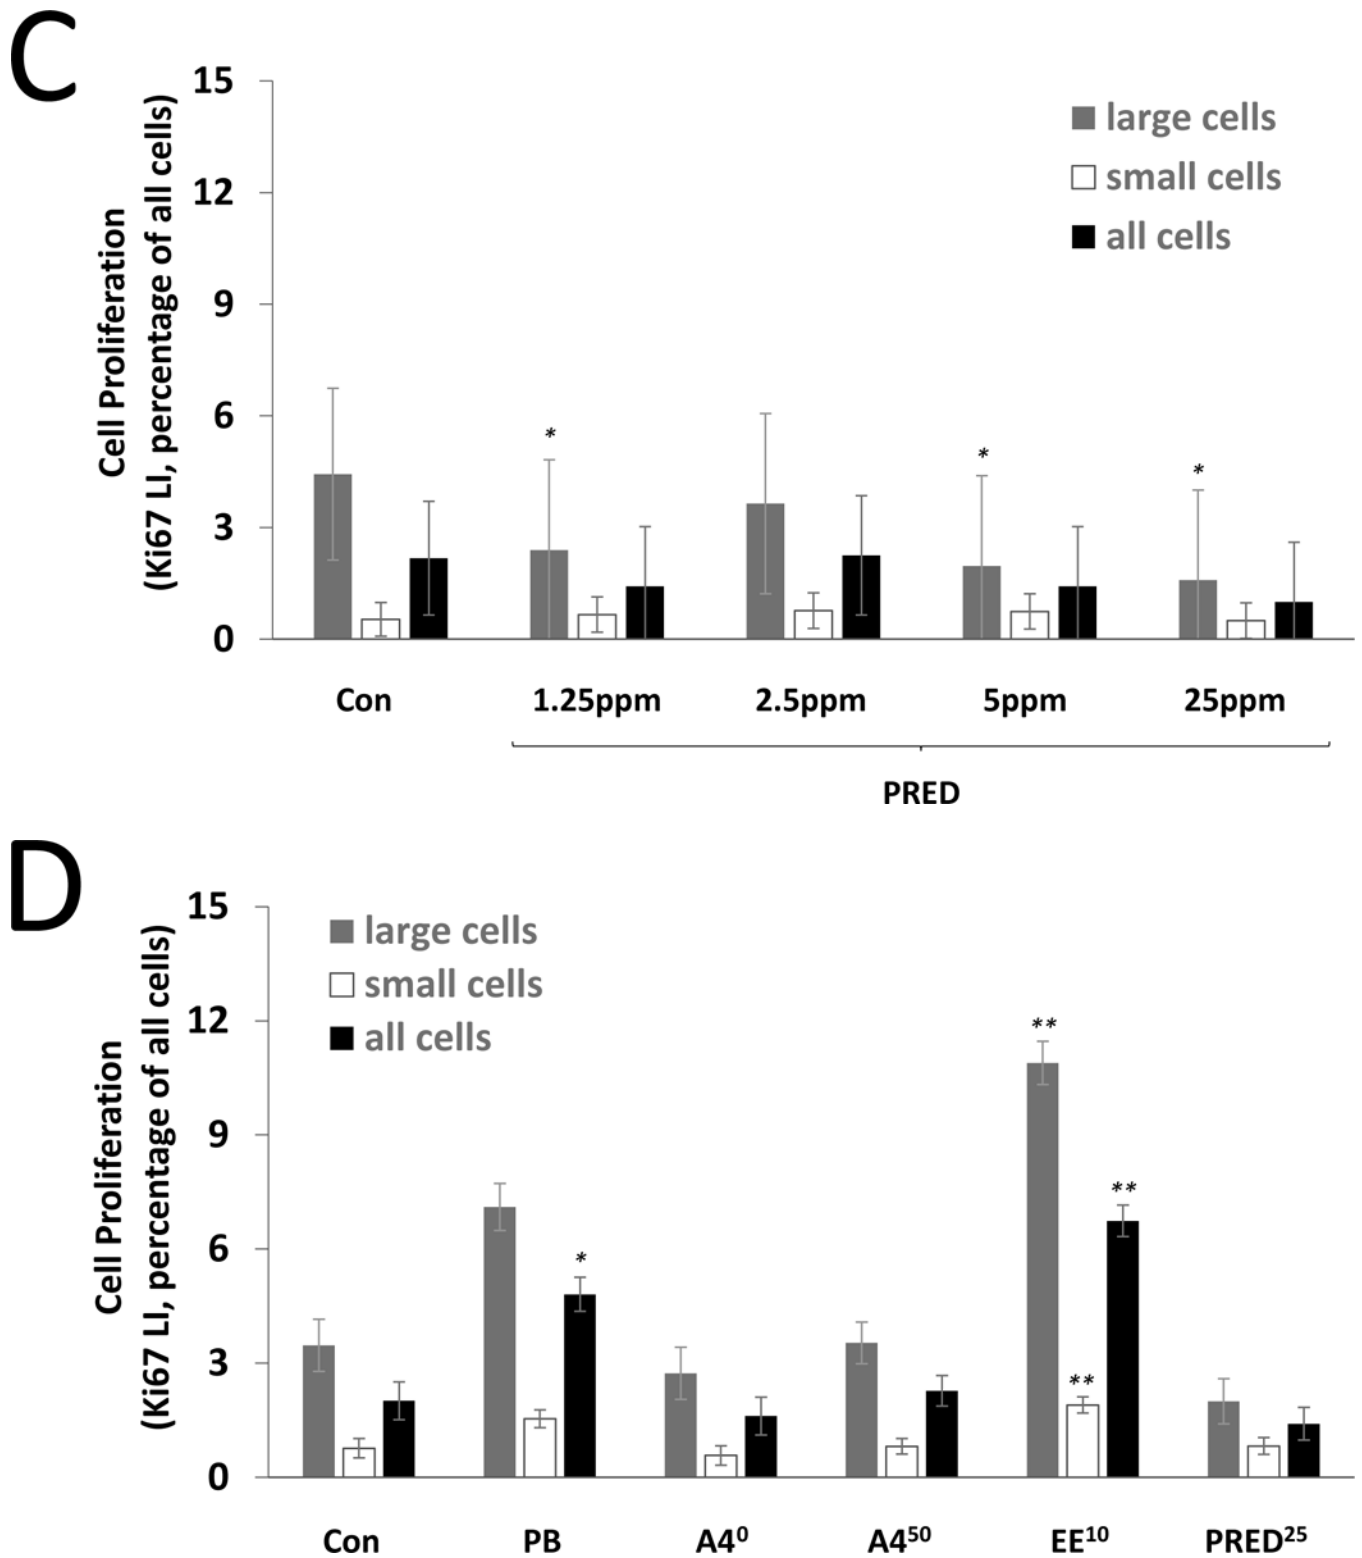 C
15
12
9
6
3
0
Cell Proliferation
(Ki67 LI, percentage of all cells)
large cells
small cells
all cells
*
*
*
Con 1.25ppm 2.5ppm 5ppm 25ppm
PRED
D
15
12
9
6
3
0
Cell Proliferation
(Ki67 LI, percentage of all cells)
large cells
small cells
all cells
*
**
**
**
Con PB A4⁰ A4⁵⁰ EE¹⁰ PRED²⁵